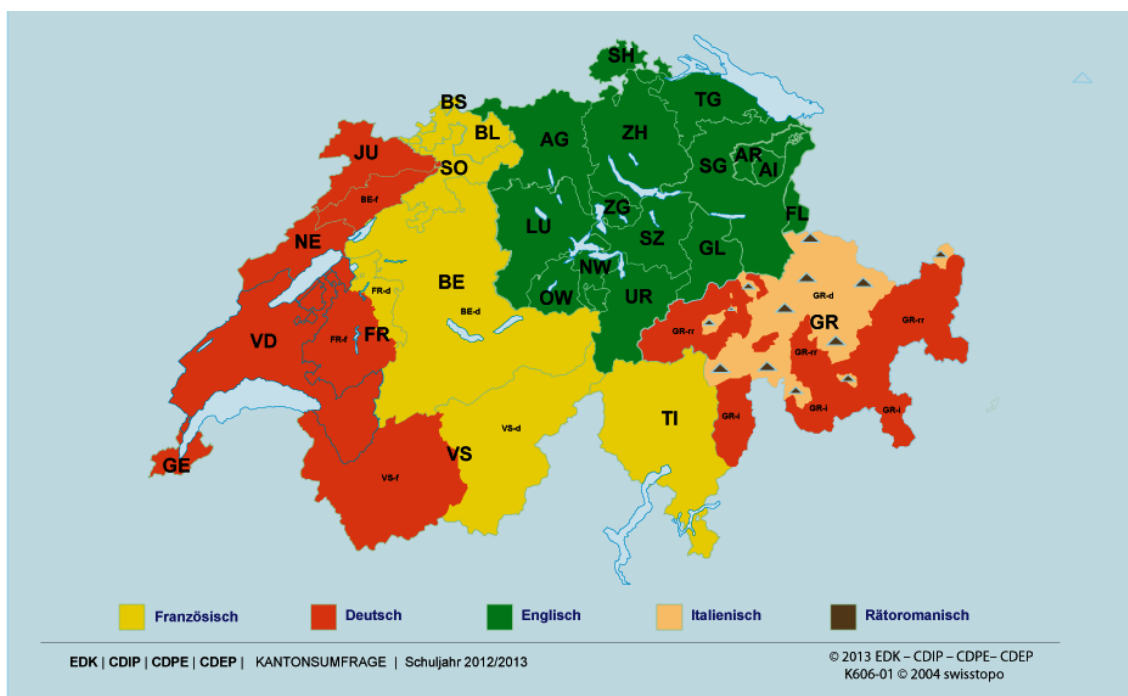 SH
BS
TG
BL
AG
ZH
JU
SO
SG
AR
AI
BE-f
ZG
FL
LU
NE
SZ
GL
NW
BE
FR-d
OW
UR
GR-d
BE-d
GR
GR-rr
FR
GR-rr
VD
FR-f
GR-rr
TI
GR-i
GR-i
GR-i
VS-d
VS
GE
VS-f
Französisch
Deutsch
Englisch
Italienisch
Rätoromanisch
EDK | CDIP | CDPE | CDEP | KANTONSUMFRAGE | Schuljahr 2012/2013
© 2013 EDK – CDIP – CDPE– CDEP
K606-01 © 2004 swisstopo